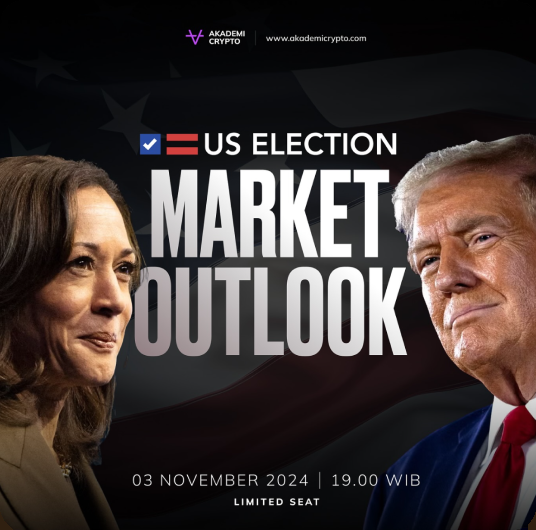 AKADEMI
CRYPTO
www.akademicrypto.com
US ELECTION
MARKET
OUTLOOK
03 NOVEMBER 2024 | 19.00 WIB
LIMITED SEAT